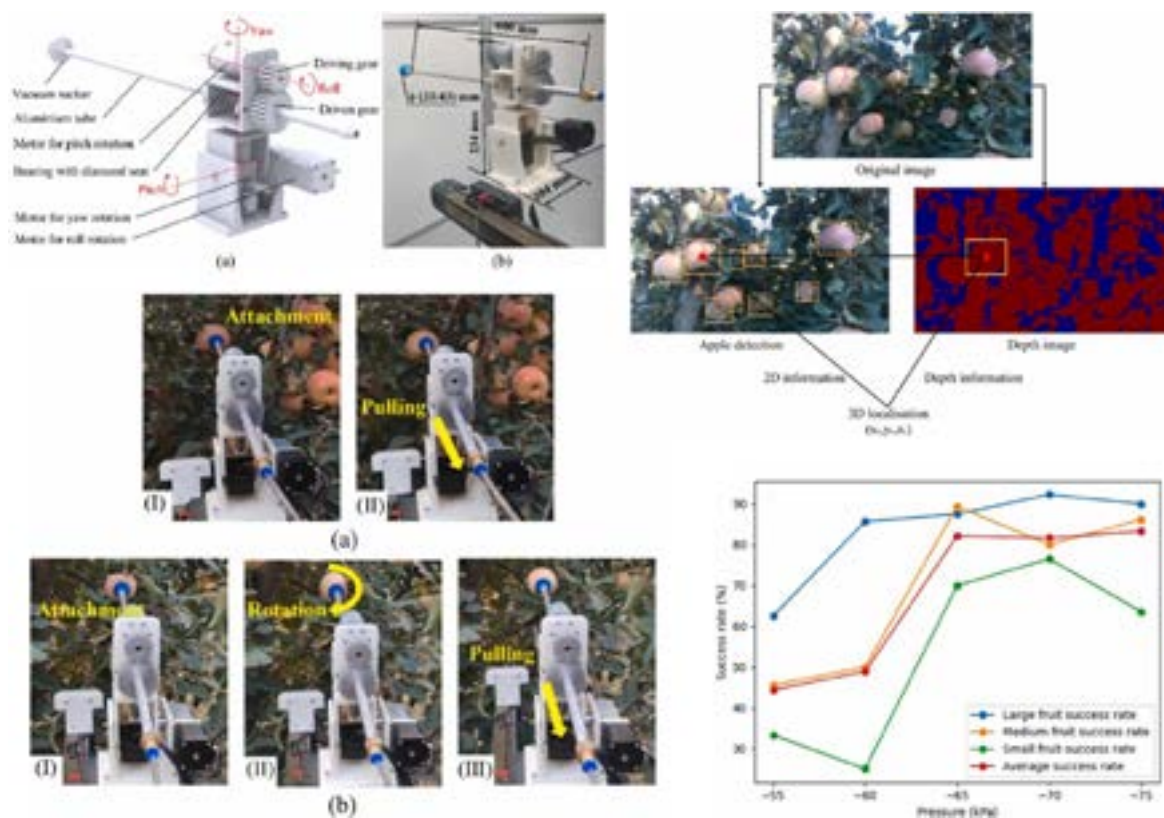 Yaw
Driving gear
Roll
Driven gear
Vacuum sucker
Aluminium tube
Motor for pitch rotation
Bearing with diamond seat
Pitch
Motor for yaw rotation
Motor for roll rotation
(a)
(b)
Original image
Apple detection
Depth image
2D information
Depth information
3D localisation
Attachment
Pulling
(I)
(II)
(a)
Attachment
Rotation
Pulling
(I)
(II)
(III)
(b)
Success rate (%)
90
80
70
60
50
40
30
Large fruit success rate
Medium fruit success rate
Small fruit success rate
Average success rate
−55
−60
−65
−70
−75
Pressure (kPa)